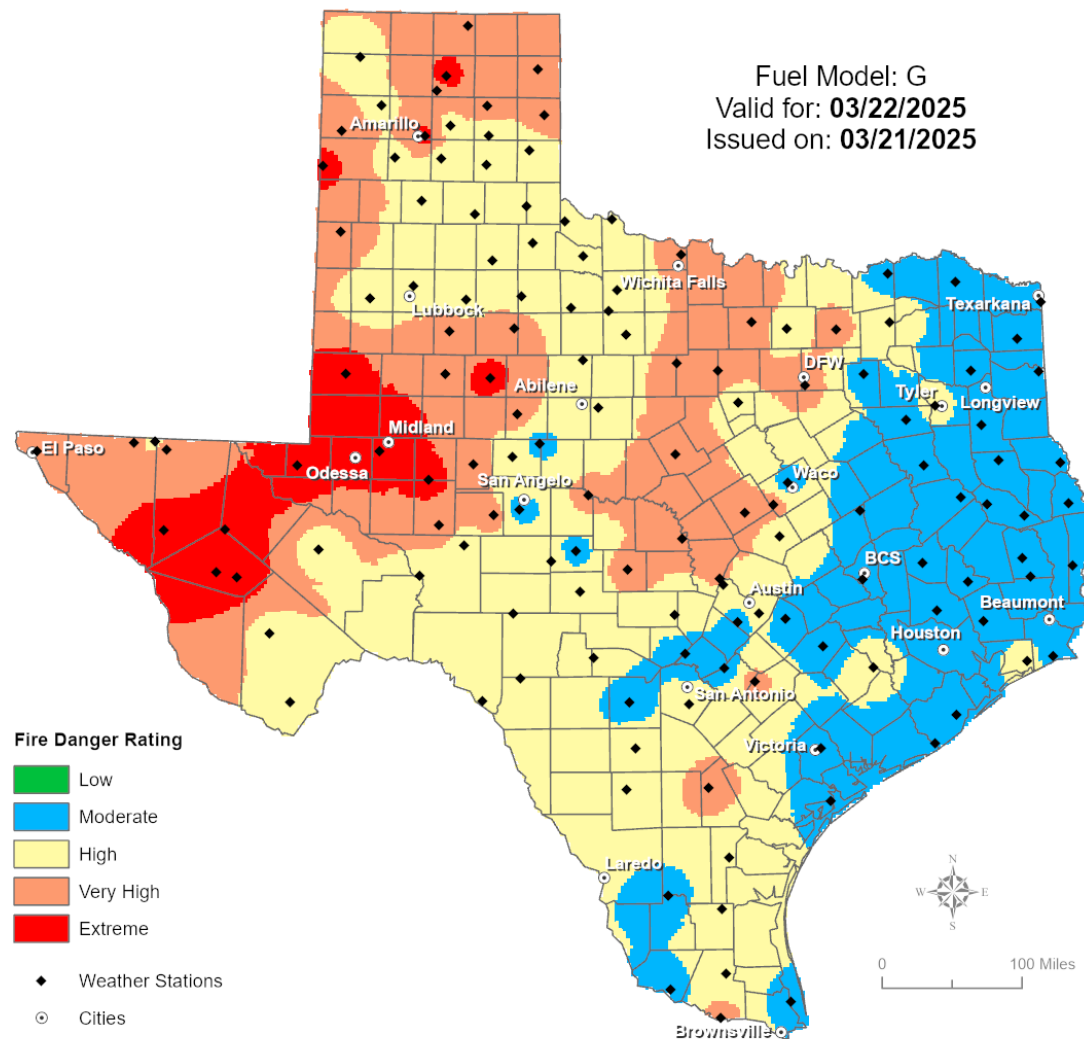 Fuel Model: G
Valid for: 03/22/2025
Issued on: 03/21/2025
Amarillo
Lubbock
Wichita Falls
Texarkana
DFW
Abilene
Tyler
Longview
El Paso
Midland
Odessa
San Angelo
Waco
BCS
Austin
Beaumont
Houston
San Antonio
Victoria
Laredo
Brownsville
Fire Danger Rating
Low
Moderate
High
Very High
Extreme
Weather Stations
Cities
N
W
E
S
0
100 Miles